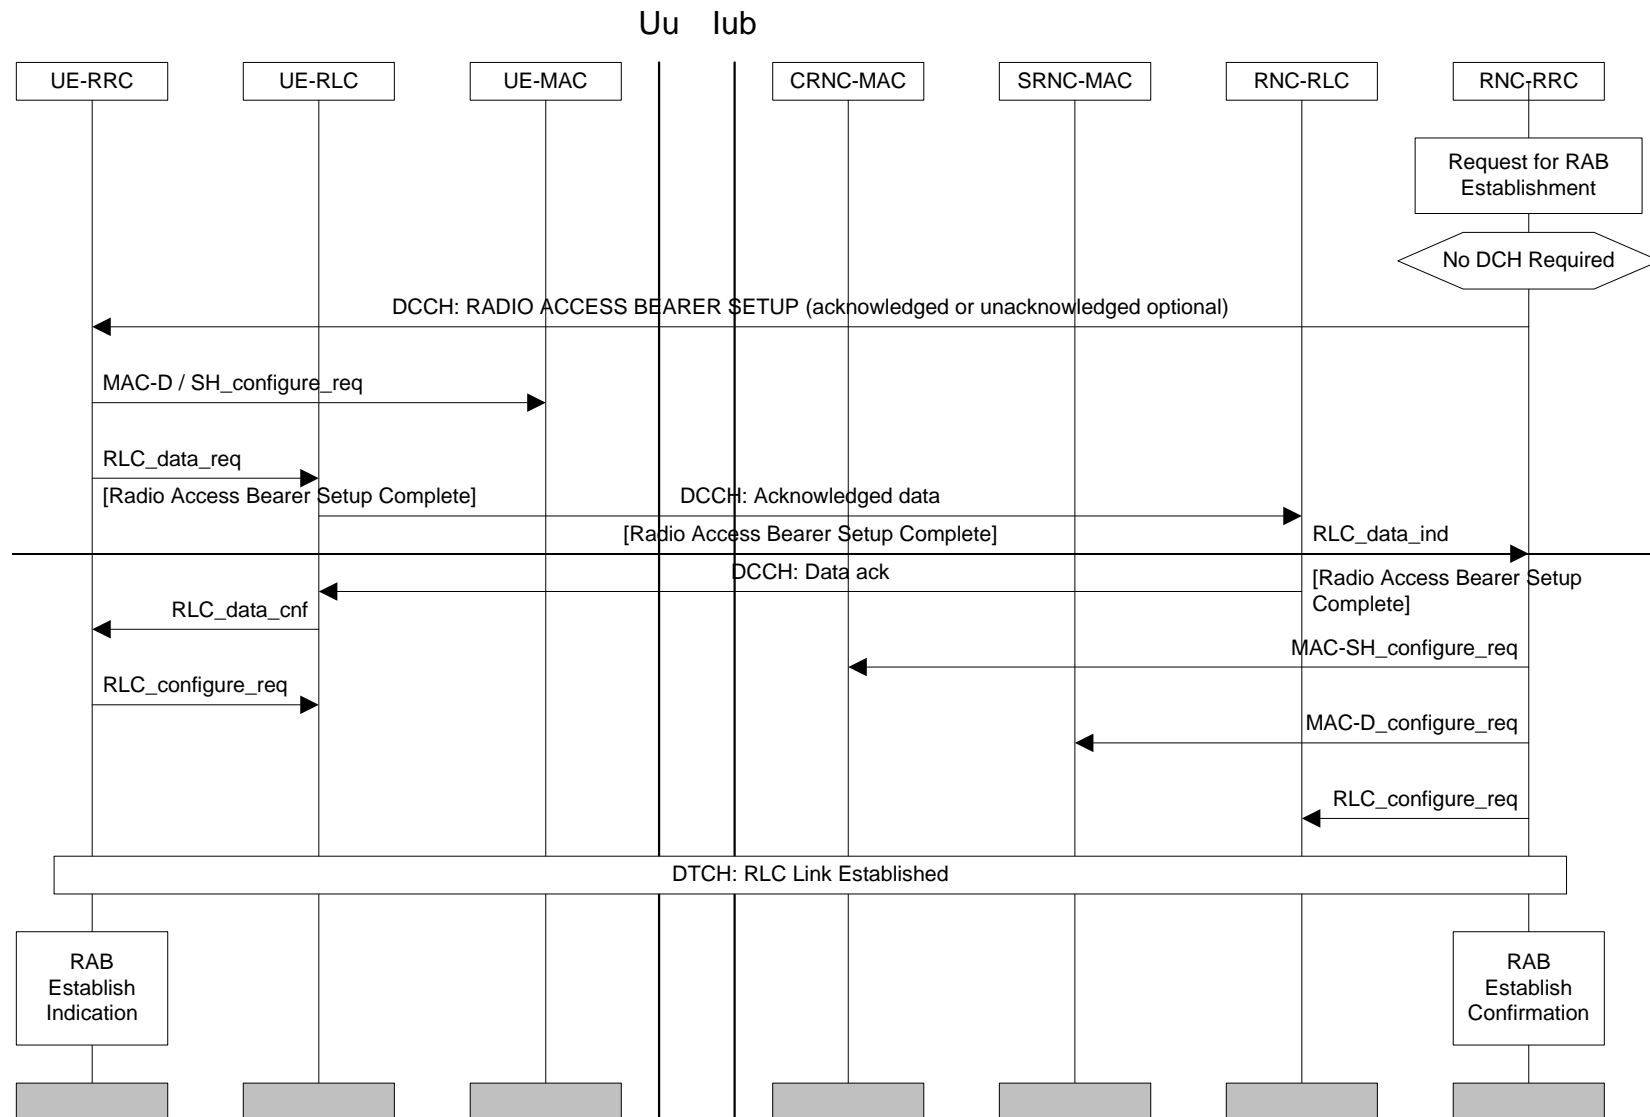 Uu Iub
UE-RRC UE-RLC UE-MAC CRNC-MAC SRNC-MAC RNC-RLC RNC-RRC
Request for RAB
Establishment
No DCH Required
DCCH: RADIO ACCESS BEARER SETUP (acknowledged or unacknowledged optional)
MAC-D / SH_configure_req
RLC_data_req
[Radio Access Bearer Setup Complete]
DCCH: Acknowledged data
[Radio Access Bearer Setup Complete]
RLC_data_ind
DCCH: Data ack
[Radio Access Bearer Setup
Complete]
RLC_data_cnf
MAC-SH_configure_req
RLC_configure_req
MAC-D_configure_req
RLC_configure_req
DTCH: RLC Link Established
RAB
Establish
Indication
RAB
Establish
Confirmation